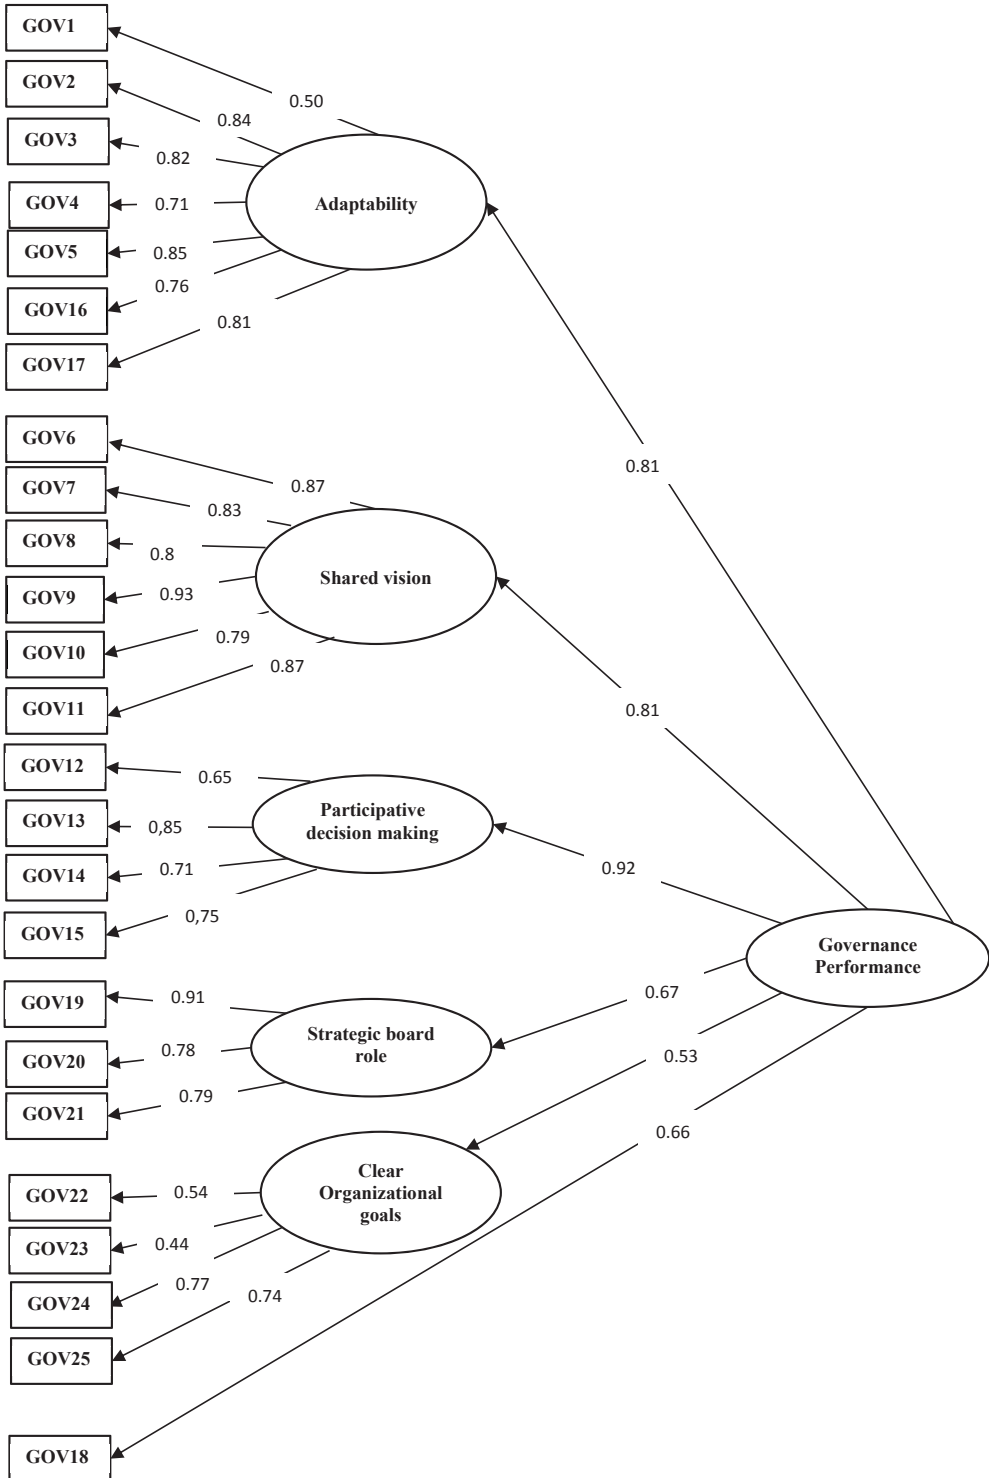 GOV1
GOV2
GOV3
GOV4
GOV5
GOV16
GOV17
0.50
0.84
0.82
0.71
0.85
0.76
0.81
Adaptability
0.81
GOV6
GOV7
GOV8
GOV9
GOV10
GOV11
0.87
0.83
0.8
0.93
0.79
0.87
Shared vision
0.81
GOV12
GOV13
GOV14
GOV15
0.65
0,85
0.71
0,75
Participative
decision making
0.92
Governance
Performance
GOV19
GOV20
GOV21
0.91
0.78
0.79
Strategic board
role
0.67
0.53
0.66
GOV22
GOV23
GOV24
GOV25
0.54
0.44
0.77
0.74
Clear
Organizational
goals
GOV18